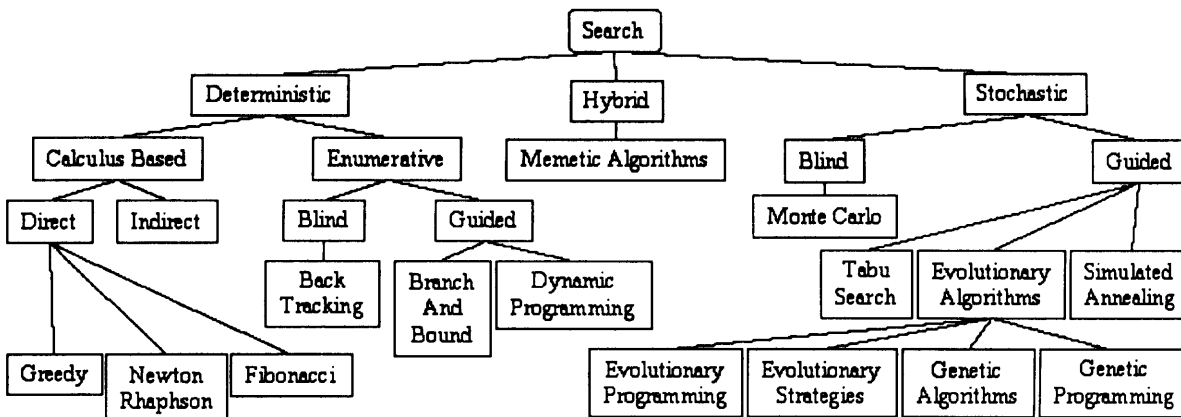 Search
Deterministic
Hybrid
Stochastic
Calculus Based
Enumerative
Memetic Algorithms
Blind
Guided
Direct
Indirect
Blind
Guided
Monte Carlo
Back
Tracking
Branch
And
Bound
Dynamic
Programming
Tabu
Search
Evolutionary
Algorithms
Simulated
Annealing
Greedy
Newton
Rhaphson
Fibonacci
Evolutionary
Programming
Evolutionary
Strategies
Genetic
Algorithms
Genetic
Programming